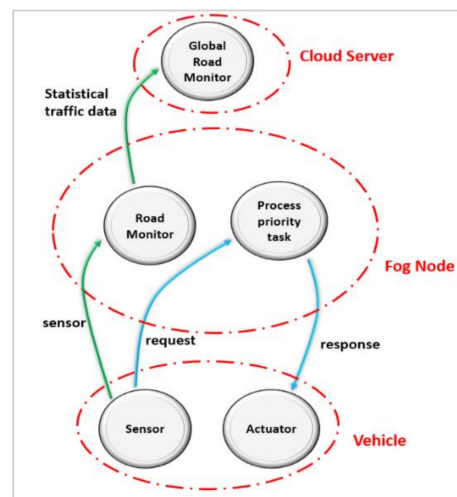 Global
Road
Monitor
Cloud Server
Statistical
traffic data
Road
Monitor
Process
priority
task
Fog Node
sensor
request
response
Sensor
Actuator
Vehicle